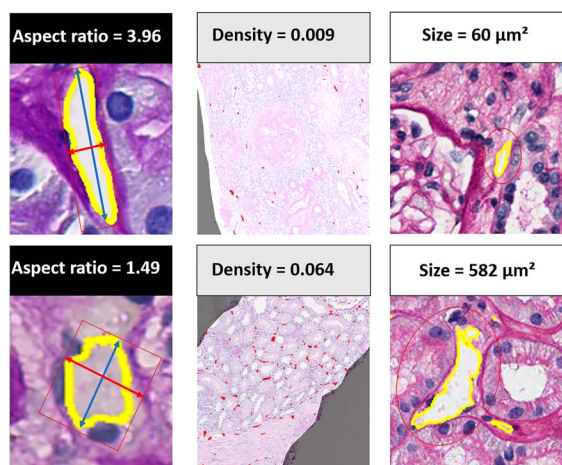 Aspect ratio = 3.96
Density = 0.009
Size = 60 µm²
Aspect ratio = 1.49
Density = 0.064
Size = 582 µm²